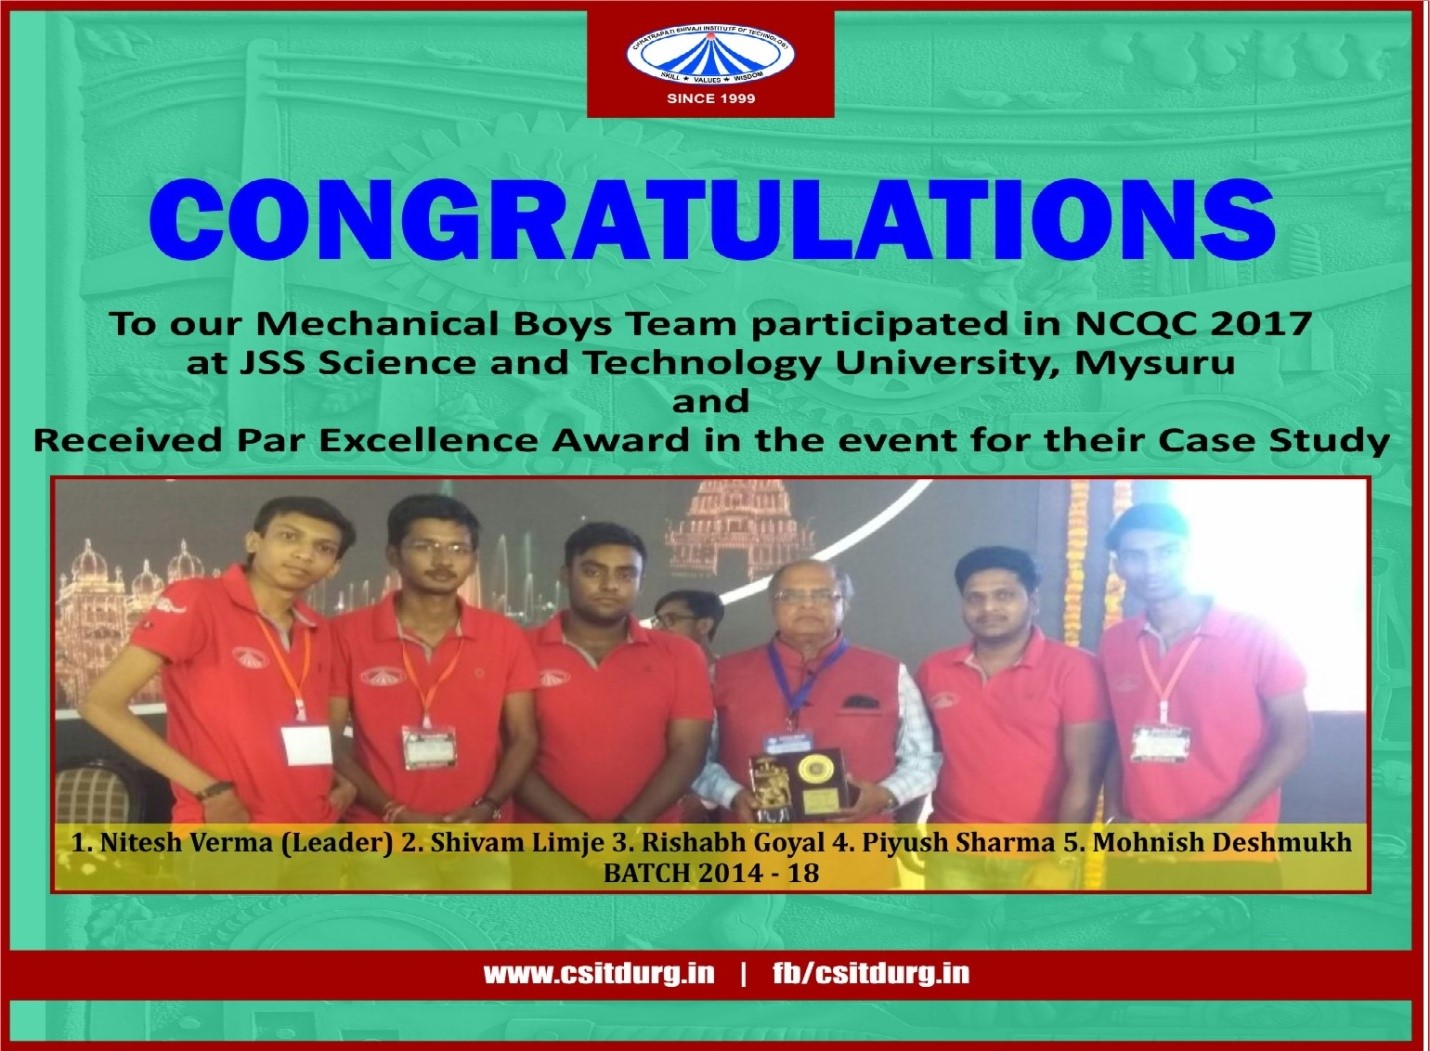 CHHATRAPATI SHIVAJI INSTITUTE OF TECHNOLOGY
SKILL ★ VALUES ★ WISDOM
SINCE 1999
CONGRATULATIONS
To our Mechanical Boys Team participated in NCQC 2017
at JSS Science and Technology University, Mysuru
and
Received Par Excellence Award in the event for their Case Study
1. Nitesh Verma (Leader) 2. Shivam Limje 3. Rishabh Goyal 4. Piyush Sharma 5. Mohnish Deshmukh
BATCH 2014 - 18
www.csitdurg.in | fb/csitdurg.in